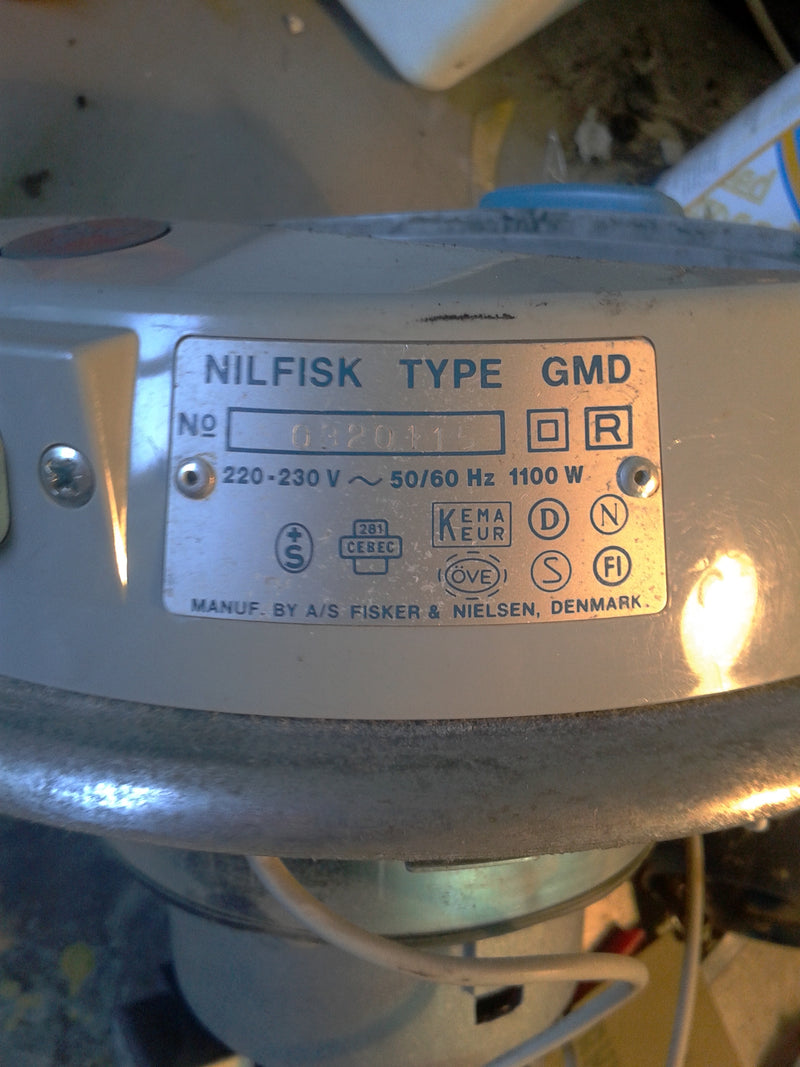 NILFISK TYPE GMD
No 0320115 R
220-230 V ~ 50/60 Hz 1100 W
+S 281 CEBEC KEMA KEUR D N
ÖVE S FI
MANUF. BY A/S FISKER & NIELSEN, DENMARK.